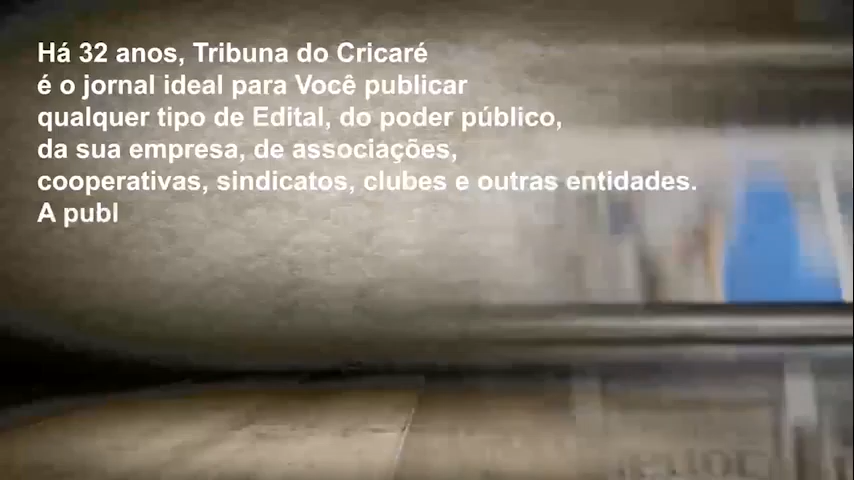 Há 32 anos, Tribuna do Cricaré
é o jornal ideal para Você publicar
qualquer tipo de Edital, do poder público,
da sua empresa, de associações,
cooperativas, sindicatos, clubes e outras entidades.
A publ